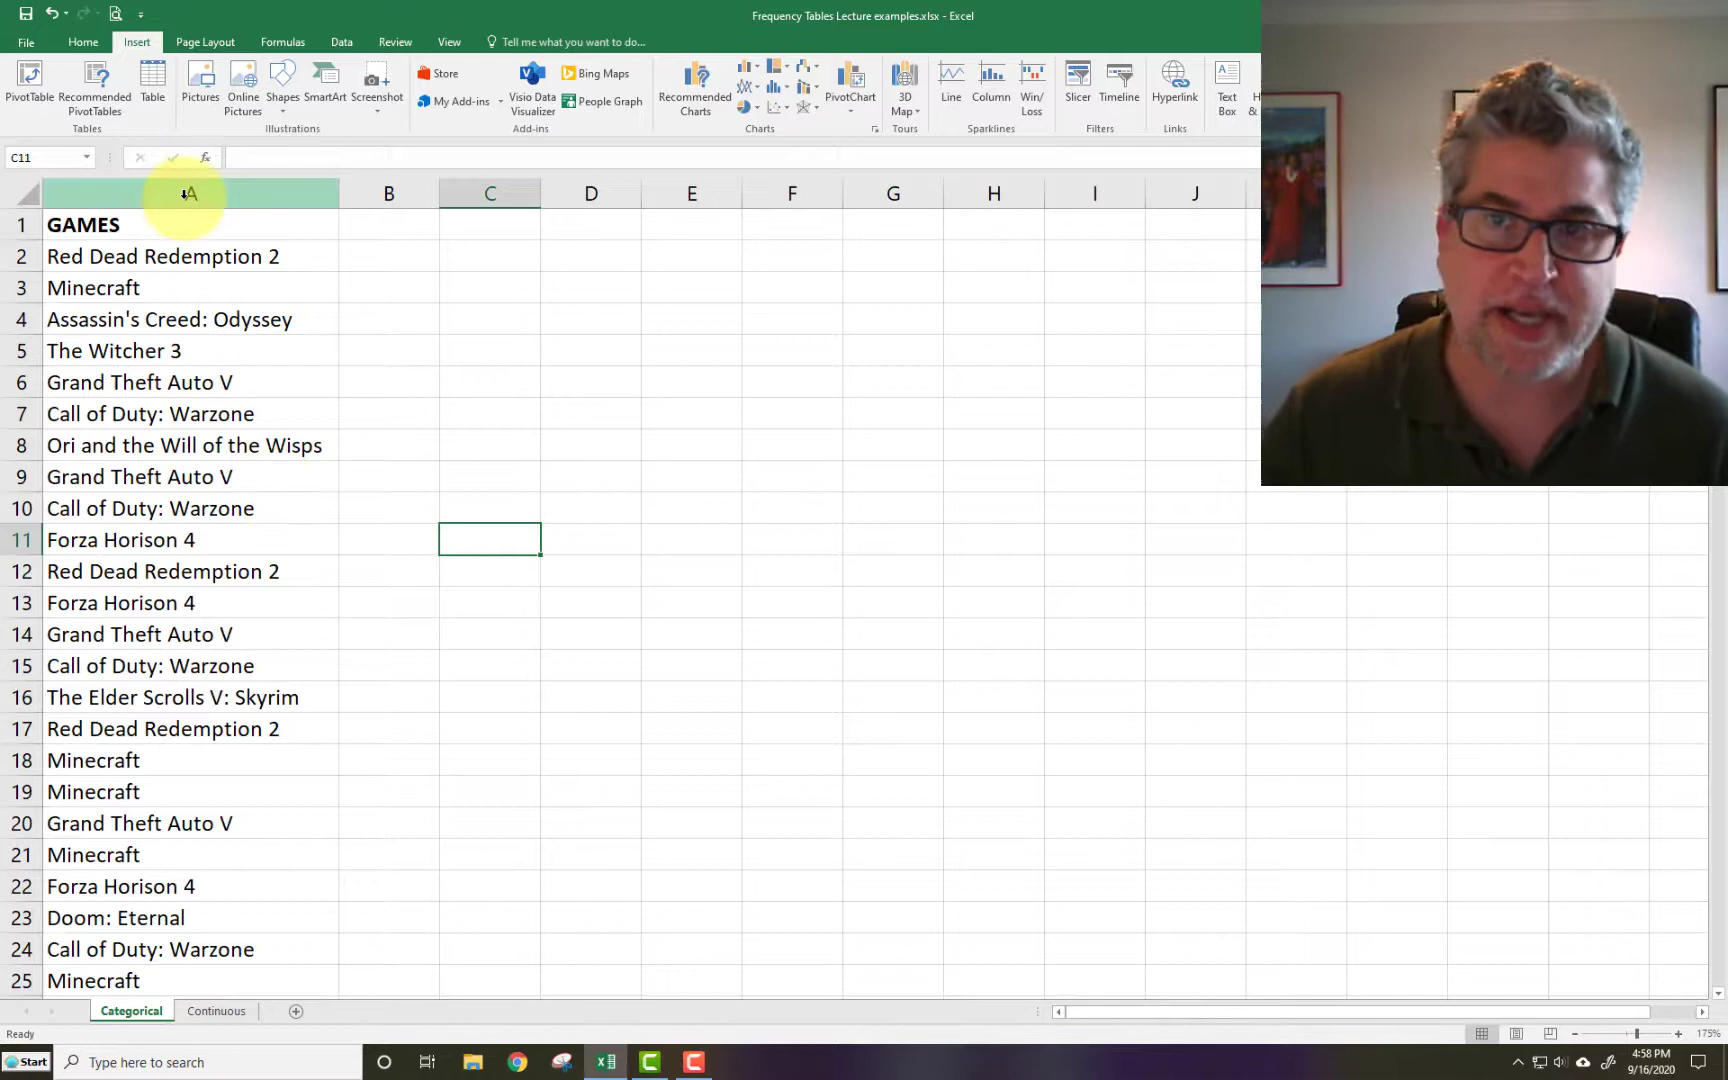 Frequency Tables Lecture examples.xlsx - Excel
File Home Insert Page Layout Formulas Data Review View Tell me what you want to do...
PivotTable Recommended PivotTables Table Pictures Online Pictures Shapes SmartArt Screenshot Store My Add-ins Visio Data Visualizer Bing Maps People Graph Recommended Charts PivotChart 3D Map Line Column Win/Loss Slicer Timeline Hyperlink Text Box
Tables Illustrations Add-ins Charts Tours Sparklines Filters Links
C11 fx
A B C D E F G H I J
1 GAMES
2 Red Dead Redemption 2
3 Minecraft
4 Assassin's Creed: Odyssey
5 The Witcher 3
6 Grand Theft Auto V
7 Call of Duty: Warzone
8 Ori and the Will of the Wisps
9 Grand Theft Auto V
10 Call of Duty: Warzone
11 Forza Horison 4
12 Red Dead Redemption 2
13 Forza Horison 4
14 Grand Theft Auto V
15 Call of Duty: Warzone
16 The Elder Scrolls V: Skyrim
17 Red Dead Redemption 2
18 Minecraft
19 Minecraft
20 Grand Theft Auto V
21 Minecraft
22 Forza Horison 4
23 Doom: Eternal
24 Call of Duty: Warzone
25 Minecraft
Categorical Continuous
Ready 175%
Start Type here to search 4:58 PM
9/16/2020